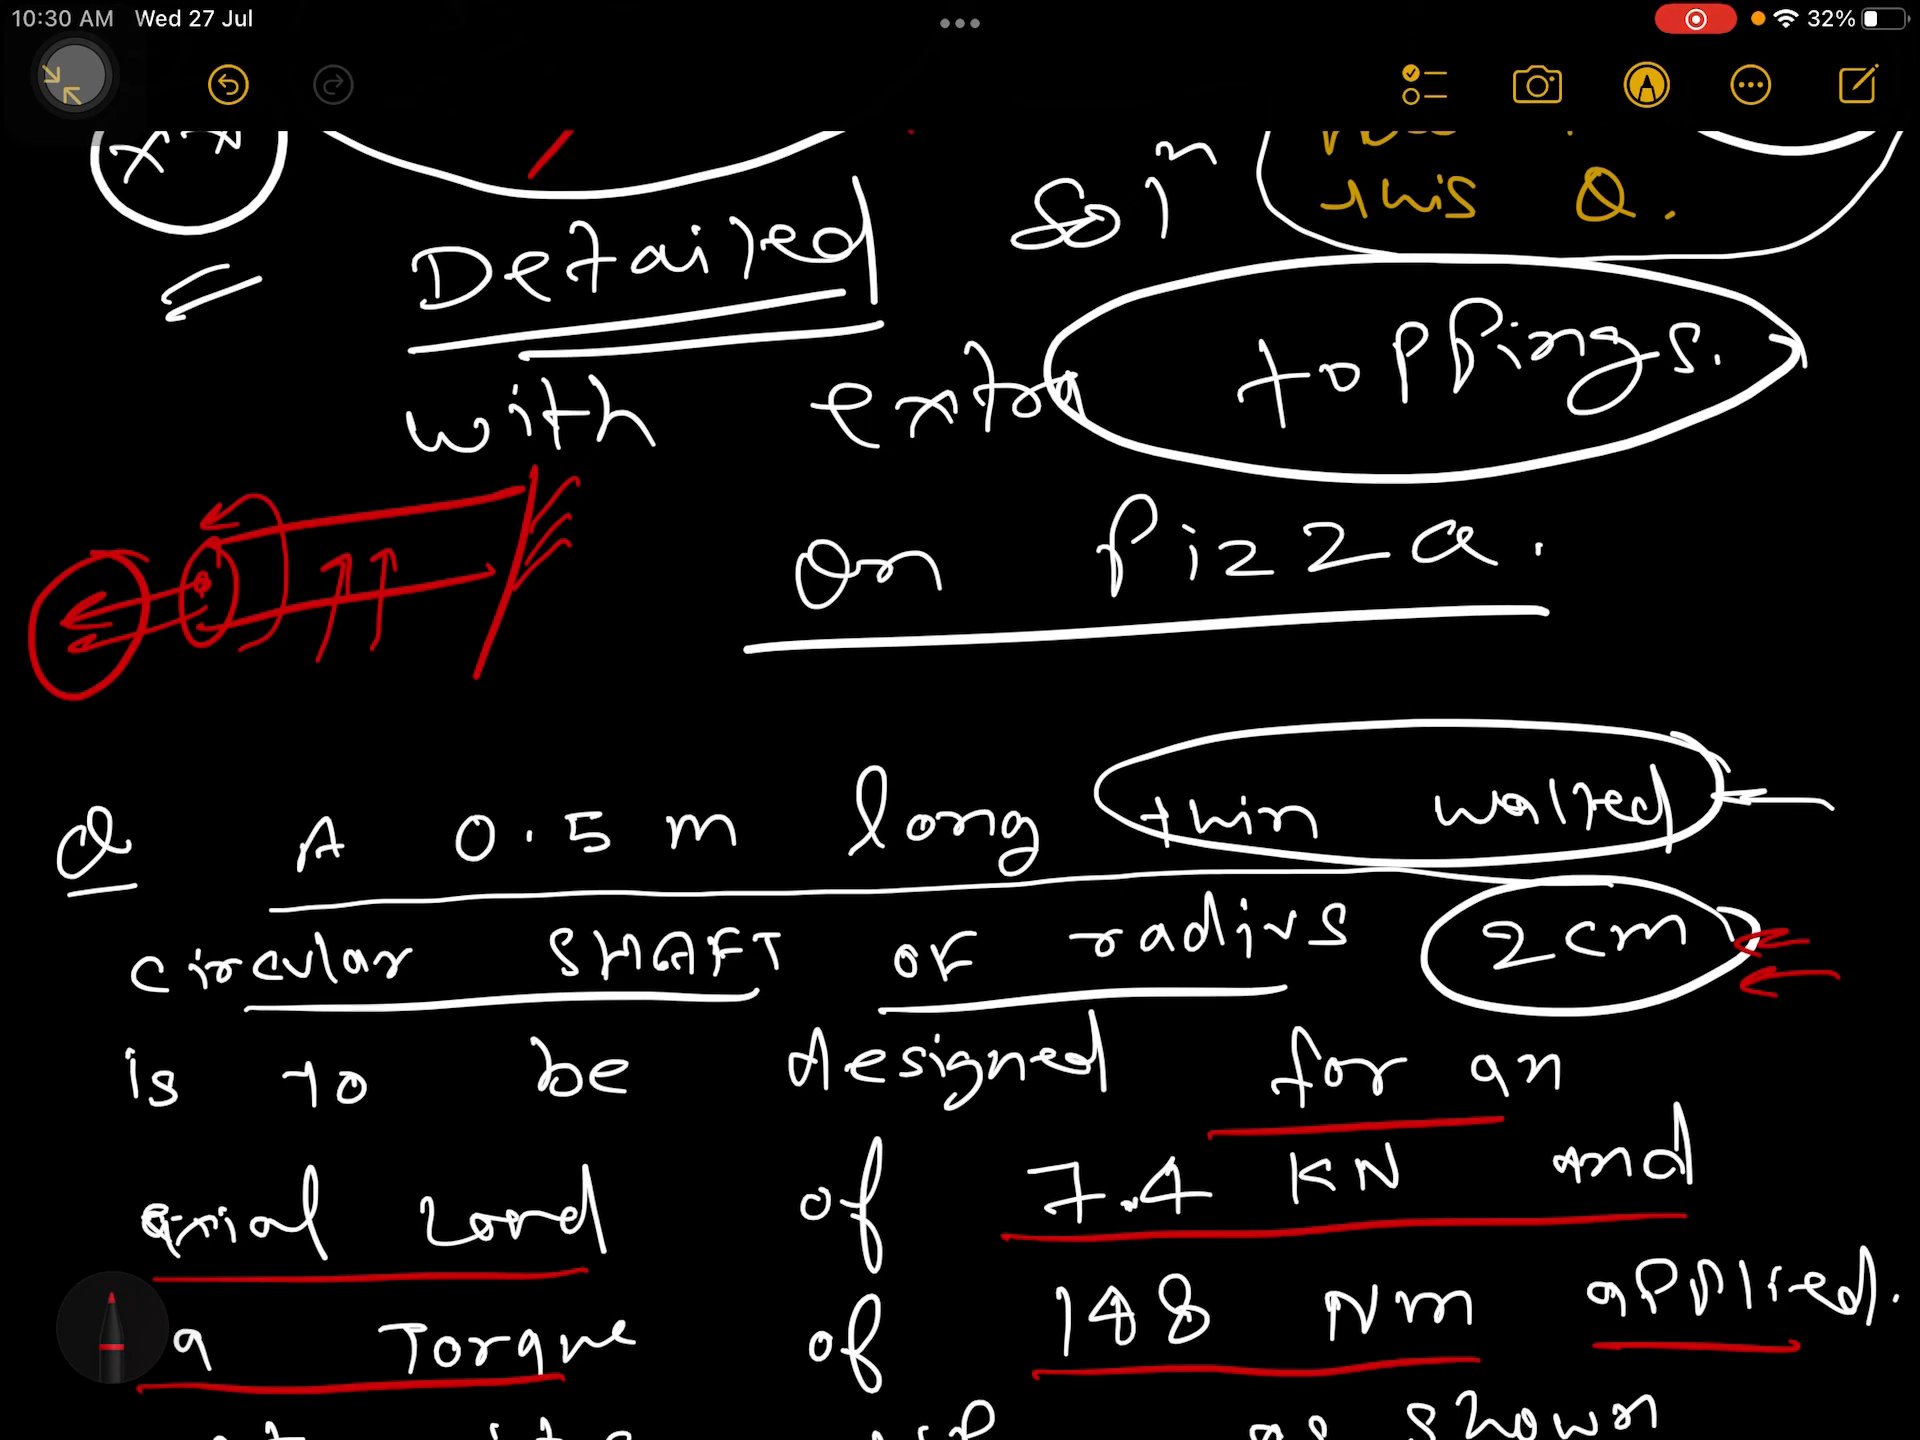 10:30 AM Wed 27 Jul
32%
this Q.
Detailed soln
with extra toppings.
on pizza.
Q A 0.5 m long thin walled
circular SHAFT of radius 2cm
is to be designed for an
axial load of 7.4 KN and
a Torque of 148 Nm applied.
as shown